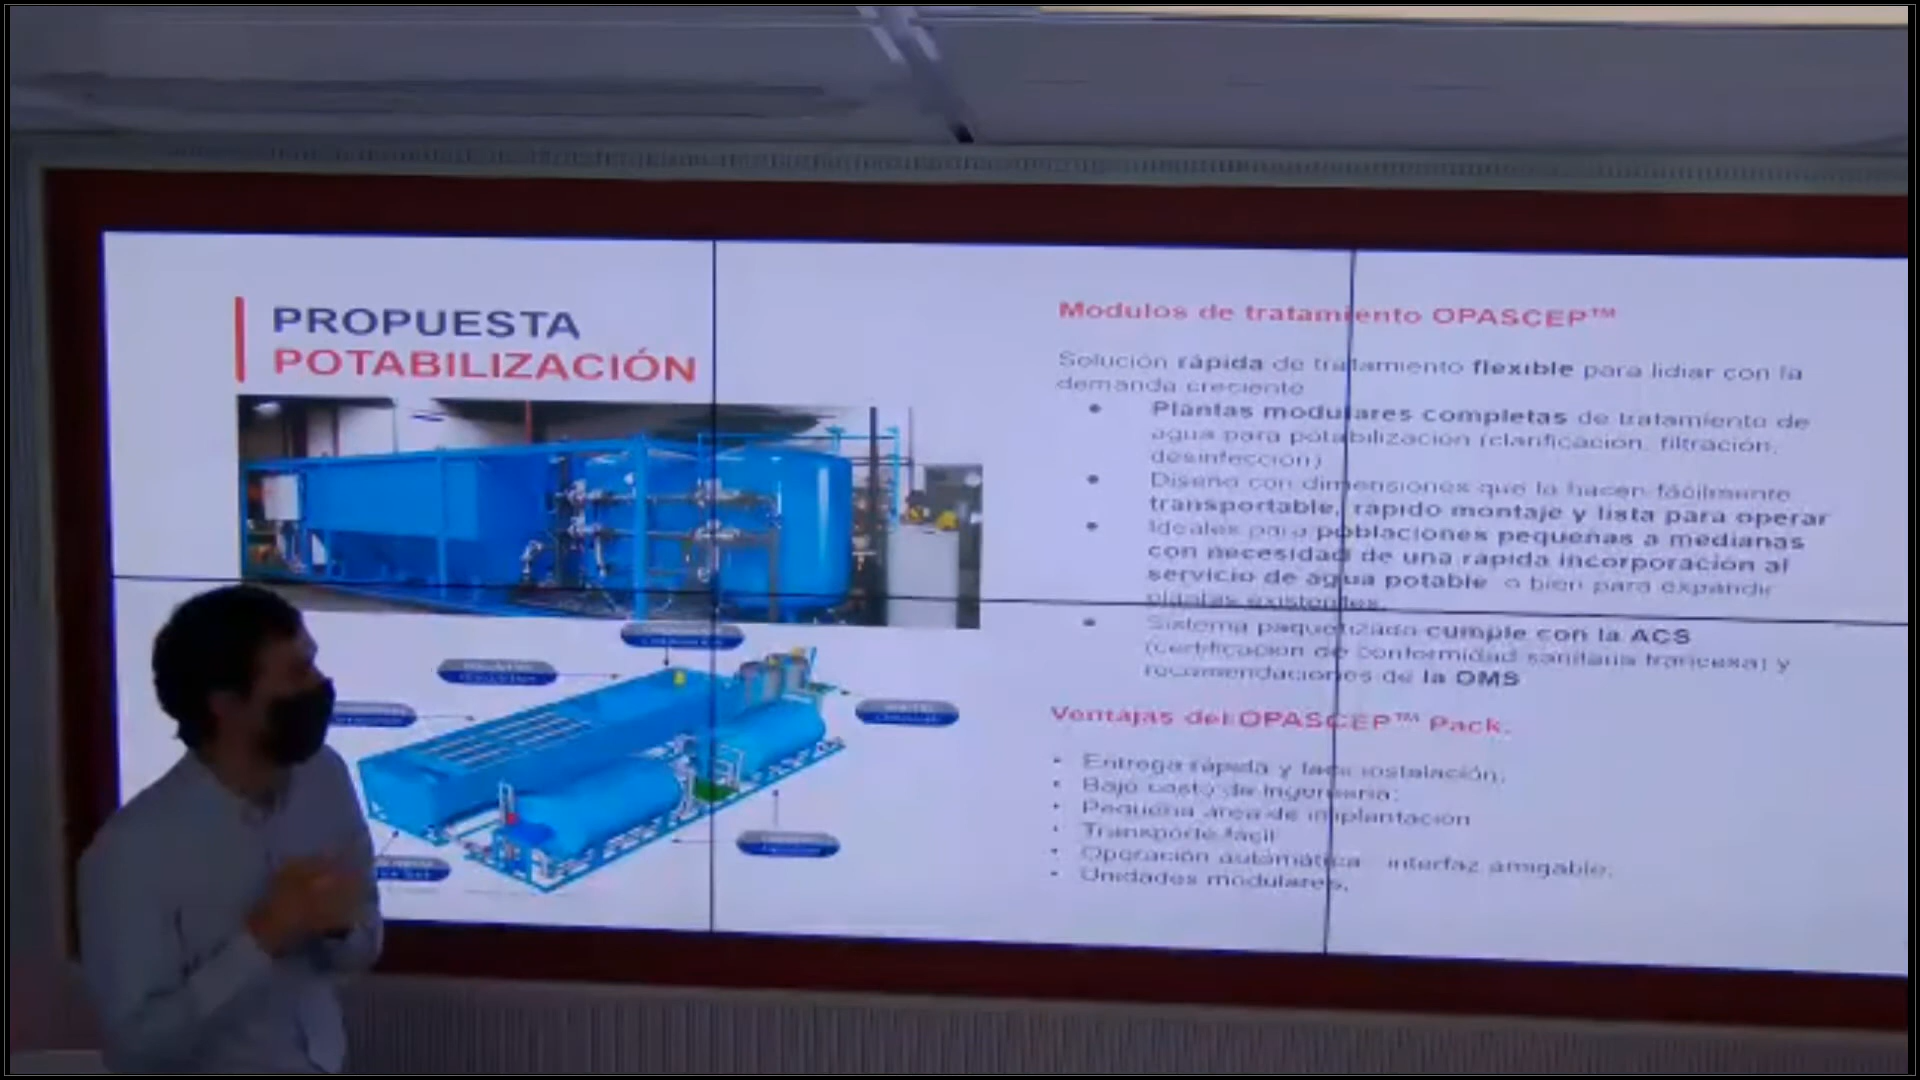 PROPUESTA
POTABILIZACIÓN
Modulos de tratamiento OPASCEP™
Solución rápida de tratamiento flexible para lidiar con la
demanda creciente
• Plantas modulares completas de tratamiento de
agua para potabilización (clarificación, filtración,
desinfección)
• Diseño con dimensiones que la hacen fácilmente
transportable, rápido montaje y lista para operar
• Ideales para poblaciones pequeñas a medianas
con necesidad de una rápida incorporación al
servicio de agua potable o bien para expandir
plantas existentes.
• Sistema paquetizado cumple con la ACS
(certificación de conformidad sanitaria francesa) y
recomendaciones de la OMS
Ventajas del OPASCEP™ Pack.
• Entrega rápida y fácil instalación.
• Bajo costo de ingeniería;
• Pequeña área de implantación
• Transporte fácil
• Operación automática interfaz amigable;
• Unidades modulares.